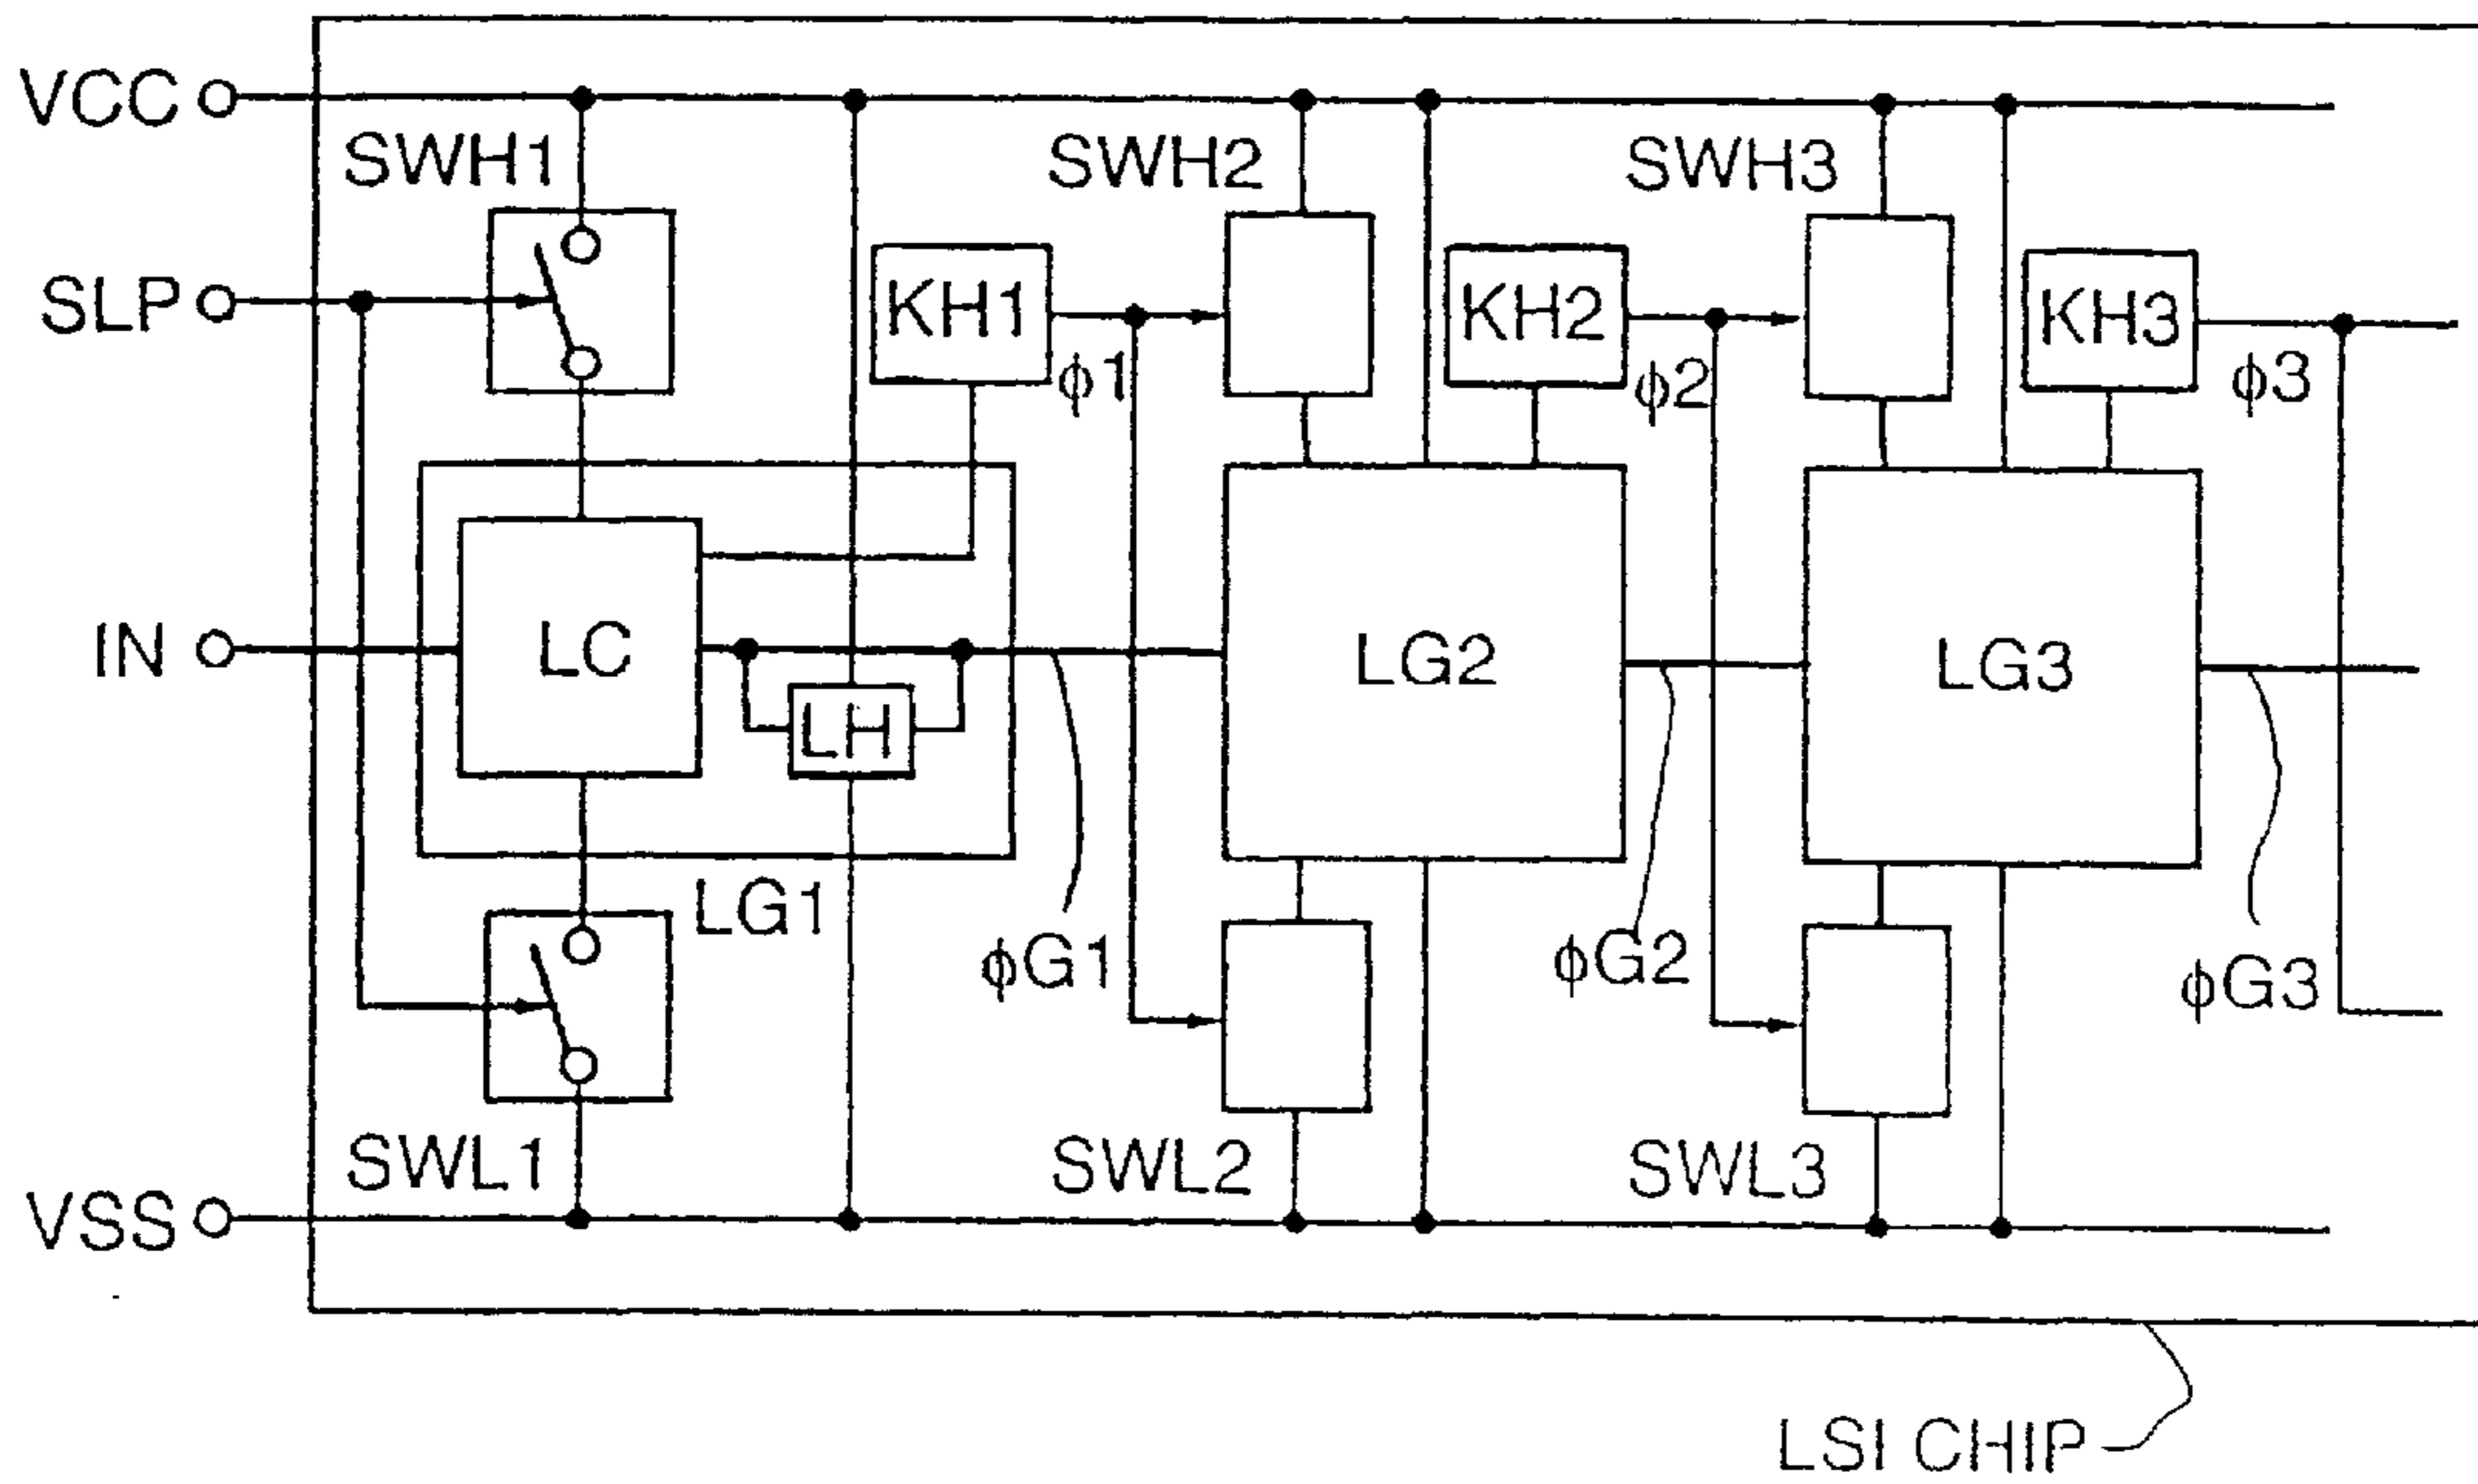 VCC
SWH1
SWH2
SWH3
SLP
KH1
KH2
KH3
ϕ1
ϕ2
ϕ3
IN
LC
LG2
LG3
LH
LG1
ϕG1
ϕG2
ϕG3
SWL1
SWL2
SWL3
VSS
LSI CHIP